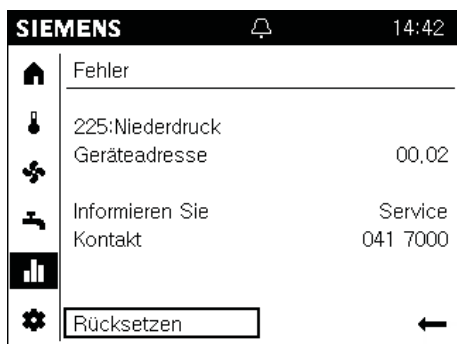 SIEMENS 14:42
Fehler
225:Niederdruck
Geräteadresse 00,02
Informieren Sie Service
Kontakt 041 7000
Rücksetzen